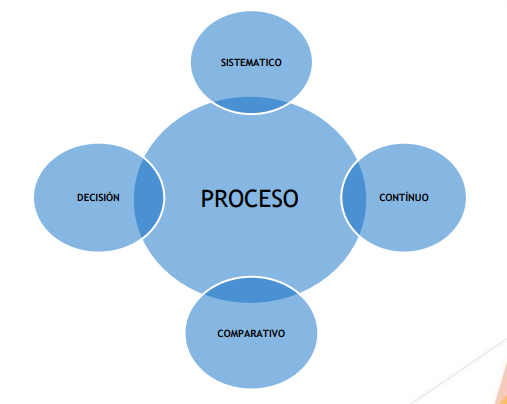 SISTEMATICO
DECISIÓN
PROCESO
CONTÍNUO
COMPARATIVO